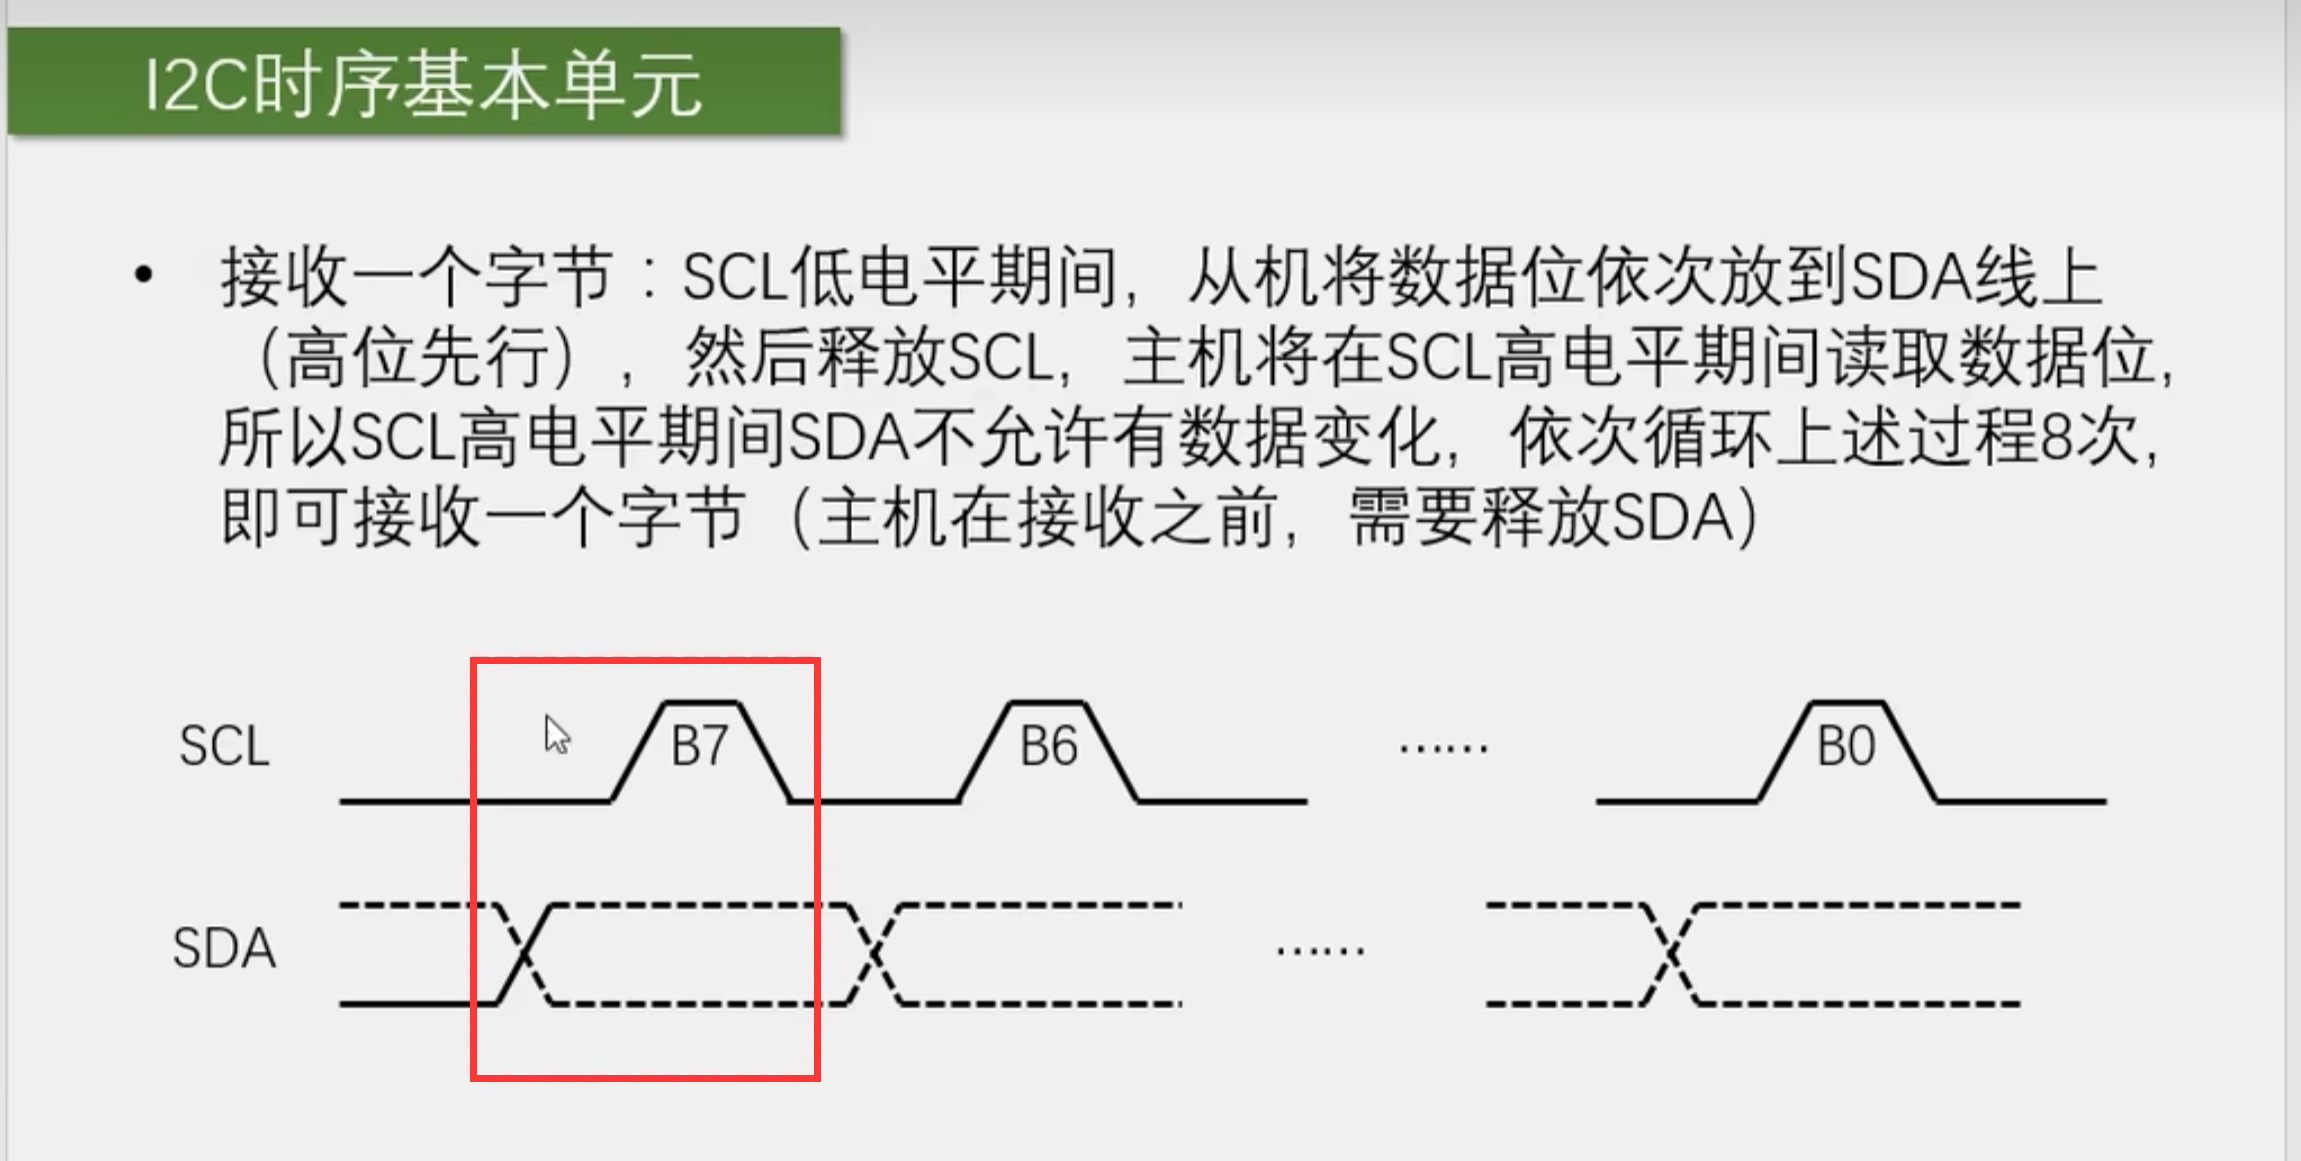 I2C时序基本单元
• 接收一个字节：SCL低电平期间，从机将数据位依次放到SDA线上
（高位先行），然后释放SCL，主机将在SCL高电平期间读取数据位，
所以SCL高电平期间SDA不允许有数据变化，依次循环上述过程8次，
即可接收一个字节（主机在接收之前，需要释放SDA）
SCL B7 B6 …… B0
SDA ……